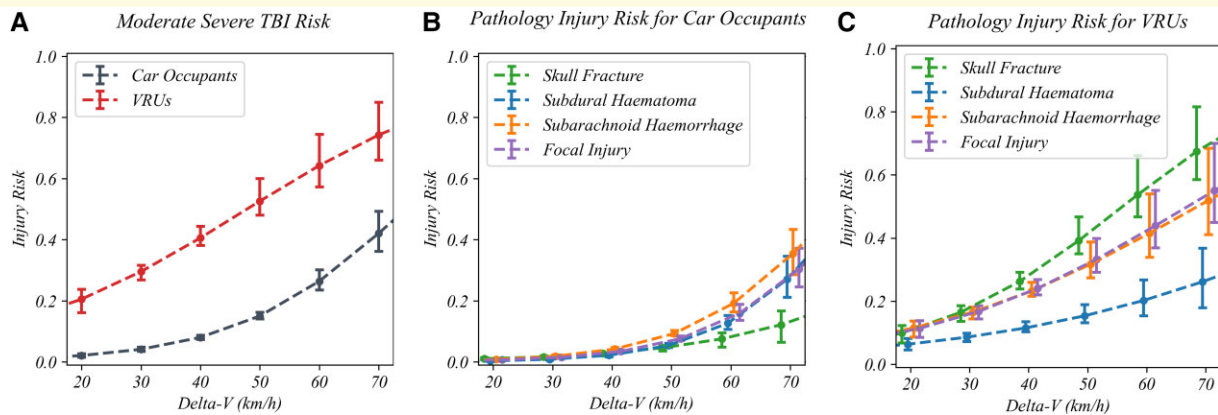 A
Moderate Severe TBI Risk
1.0
0.8
0.6
0.4
0.2
0.0
Injury Risk
Car Occupants
VRUs
20 30 40 50 60 70
Delta-V (km/h)
B
Pathology Injury Risk for Car Occupants
1.0
0.8
0.6
0.4
0.2
0.0
Injury Risk
Skull Fracture
Subdural Haematoma
Subarachnoid Haemorrhage
Focal Injury
20 30 40 50 60 70
Delta-V (km/h)
C
Pathology Injury Risk for VRUs
1.0
0.8
0.6
0.4
0.2
0.0
Injury Risk
Skull Fracture
Subdural Haematoma
Subarachnoid Haemorrhage
Focal Injury
20 30 40 50 60 70
Delta-V (km/h)